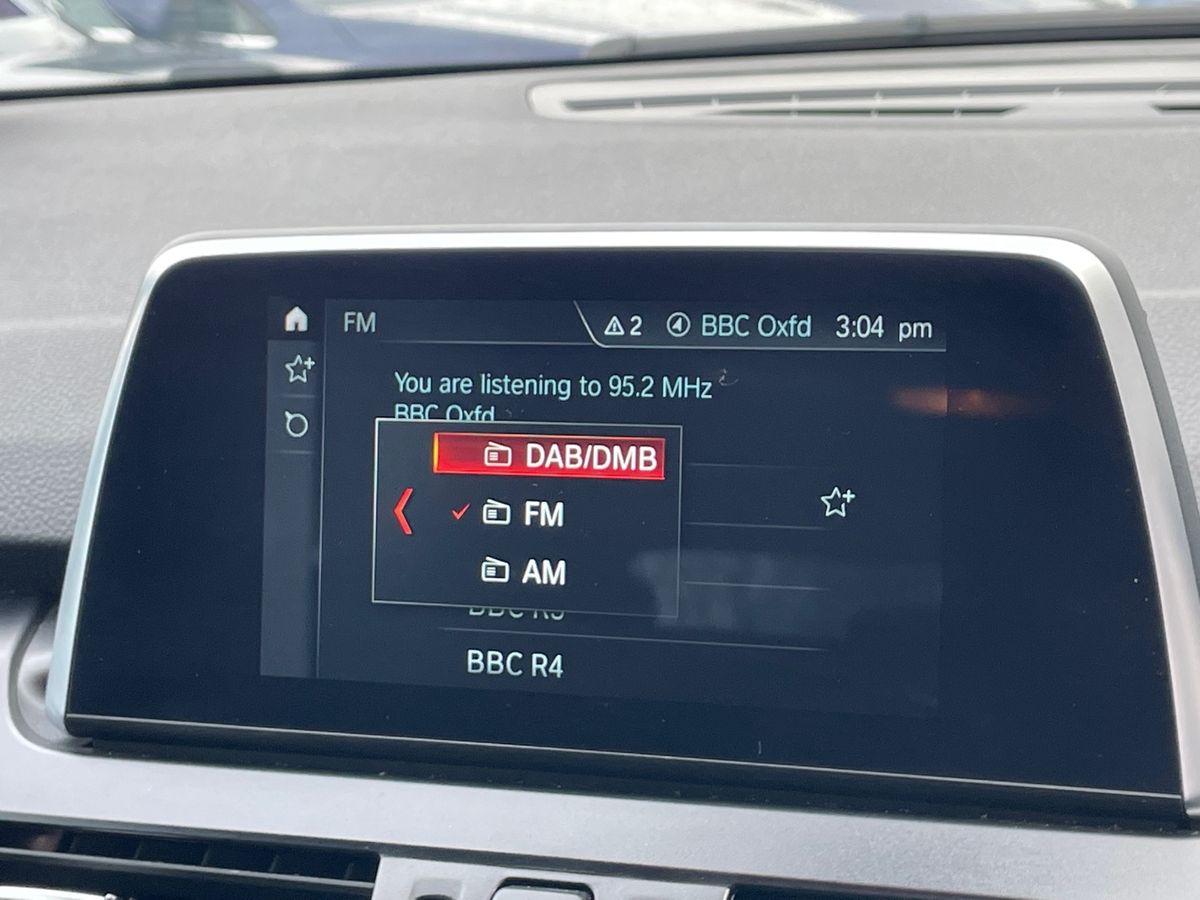 FM
2 BBC Oxfd 3:04 pm
You are listening to 95.2 MHz
BBC Oxfd
DAB/DMB
FM
AM
BBC R4